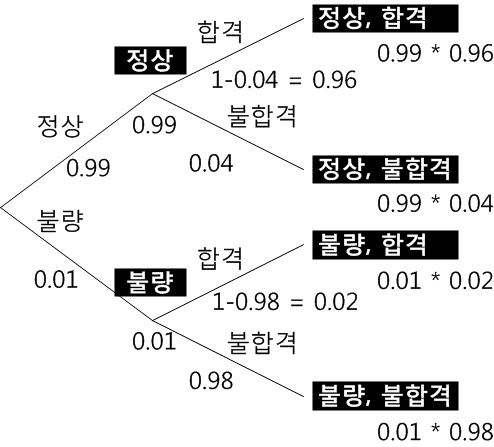 합격
정상, 합격
0.99 * 0.96
정상
1-0.04 = 0.96
불합격
정상
0.99
0.99
0.04
정상, 불합격
0.99 * 0.04
불량
합격
불량, 합격
0.01
불량
0.01 * 0.02
1-0.98 = 0.02
0.01
불합격
0.98
불량, 불합격
0.01 * 0.98